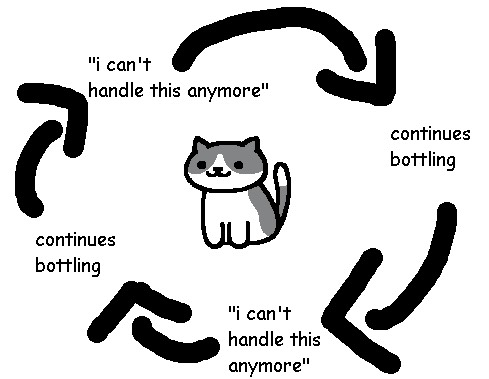 "i can't
handle this anymore"
continues
bottling
"i can't
handle this
anymore"
continues
bottling